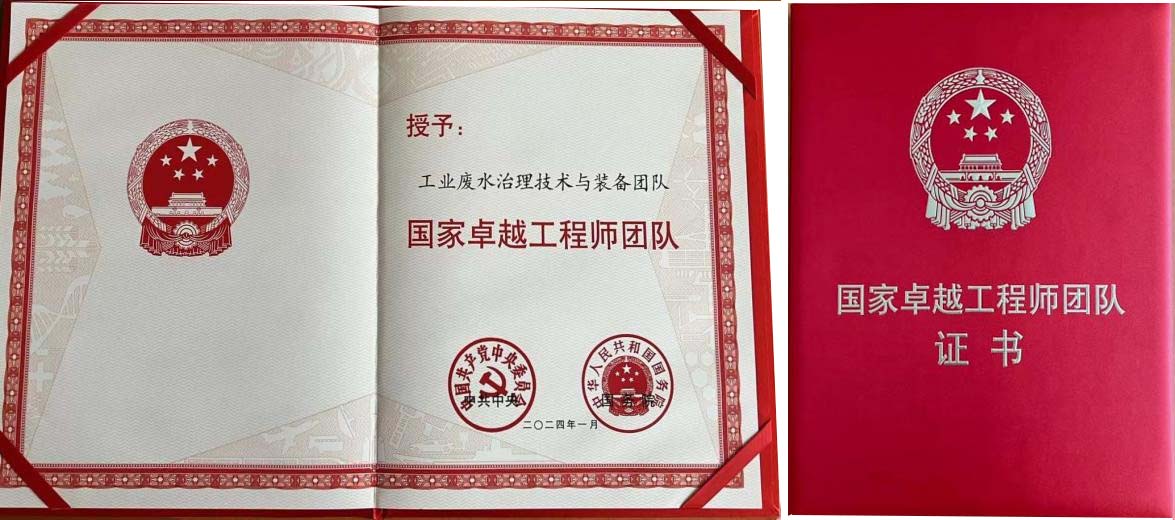 授予：
工业废水治理技术与装备团队
国家卓越工程师团队
中国共产党中央委员会
中共中央
中华人民共和国国务院
国务院
二〇二四年一月
国家卓越工程师团队
证书